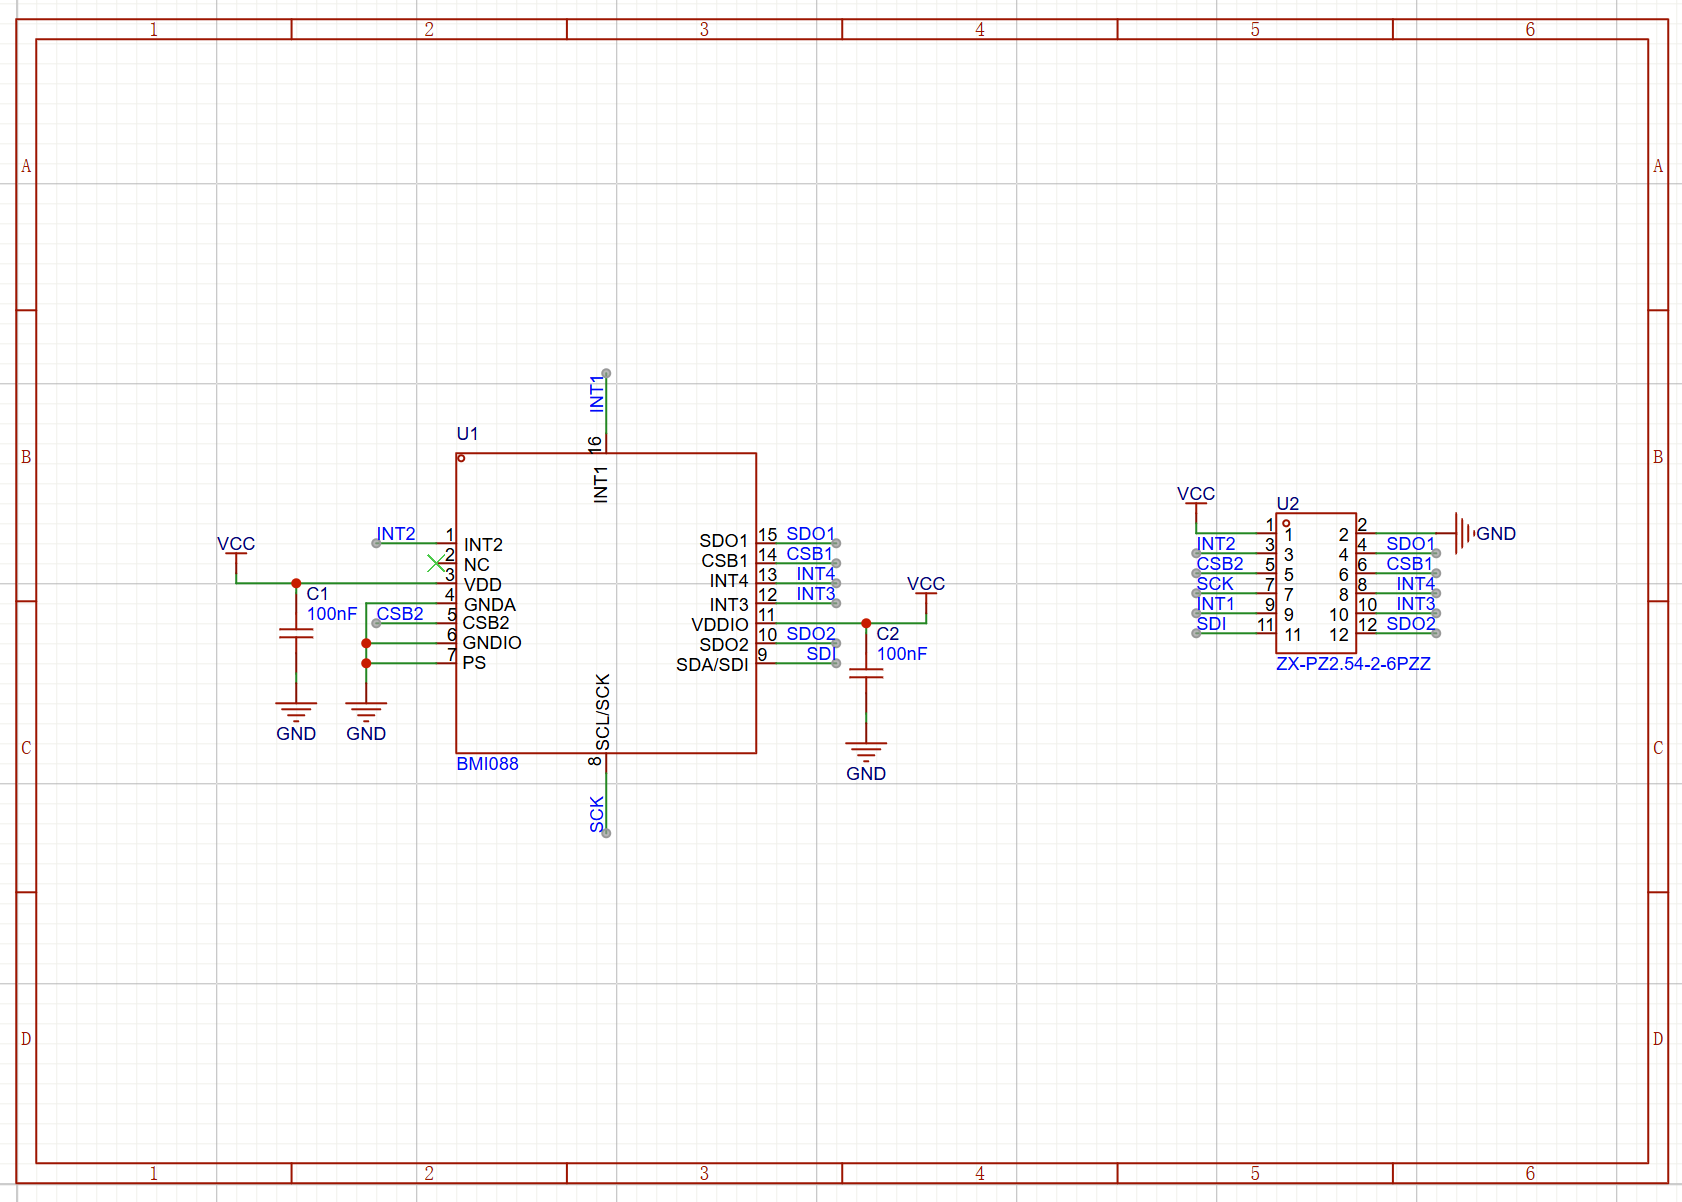 1 2 3 4 5 6
A A
INT1
16
U1
INT1
B B
VCC U2
1 1 2 2 GND
INT2 1 INT2 SDO1 15 SDO1
INT2 3 3 4 4 SDO1
VCC 2 NC CSB1 14 CSB1
CSB2 5 5 6 6 CSB1
3 VDD INT4 13 INT4 VCC
SCK 7 7 8 8 INT4
C1 4 GNDA INT3 12 INT3
INT1 9 9 10 10 INT3
100nF CSB2 5 CSB2 VDDIO 11
SDI 11 11 12 12 SDO2
6 GNDIO SDO2 10 SDO2 C2
7 PS SDA/SDI 9 SDI 100nF
ZX-PZ2.54-2-6PZZ
SCL/SCK
GND GND
C C
8
BMI088
GND
SCK
D D
1 2 3 4 5 6